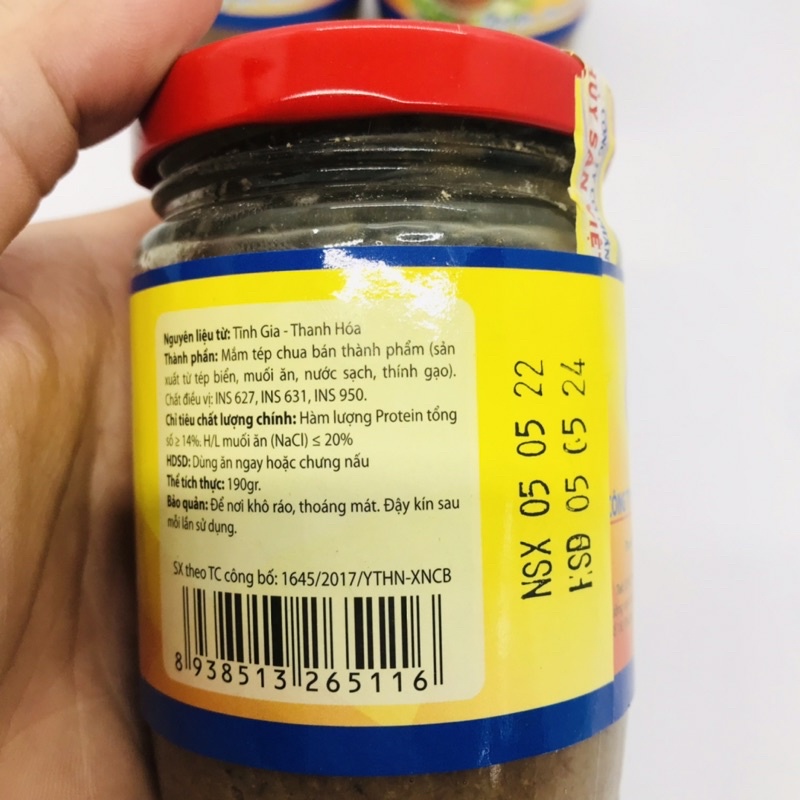 Nguyên liệu từ: Tĩnh Gia - Thanh Hóa
Thành phần: Mắm tép chua bán thành phẩm (sản
xuất từ tép biển, muối ăn, nước sạch, thính gạo).
Chất điều vị: INS 627, INS 631, INS 950.
Chỉ tiêu chất lượng chính: Hàm lượng Protein tổng
số ≥ 14%. H/L muối ăn (NaCl) ≤ 20%
HDSD: Dùng ăn ngay hoặc chưng nấu
Thể tích thực: 190gr.
Bảo quản: Để nơi khô ráo, thoáng mát. Đậy kín sau
mỗi lần sử dụng.
SX theo TC công bố: 1645/2017/YTHN-XNCB
8 938513 265116
NSX 05 05 22
HSD 05 05 24
THỦY SẢN VIỆ